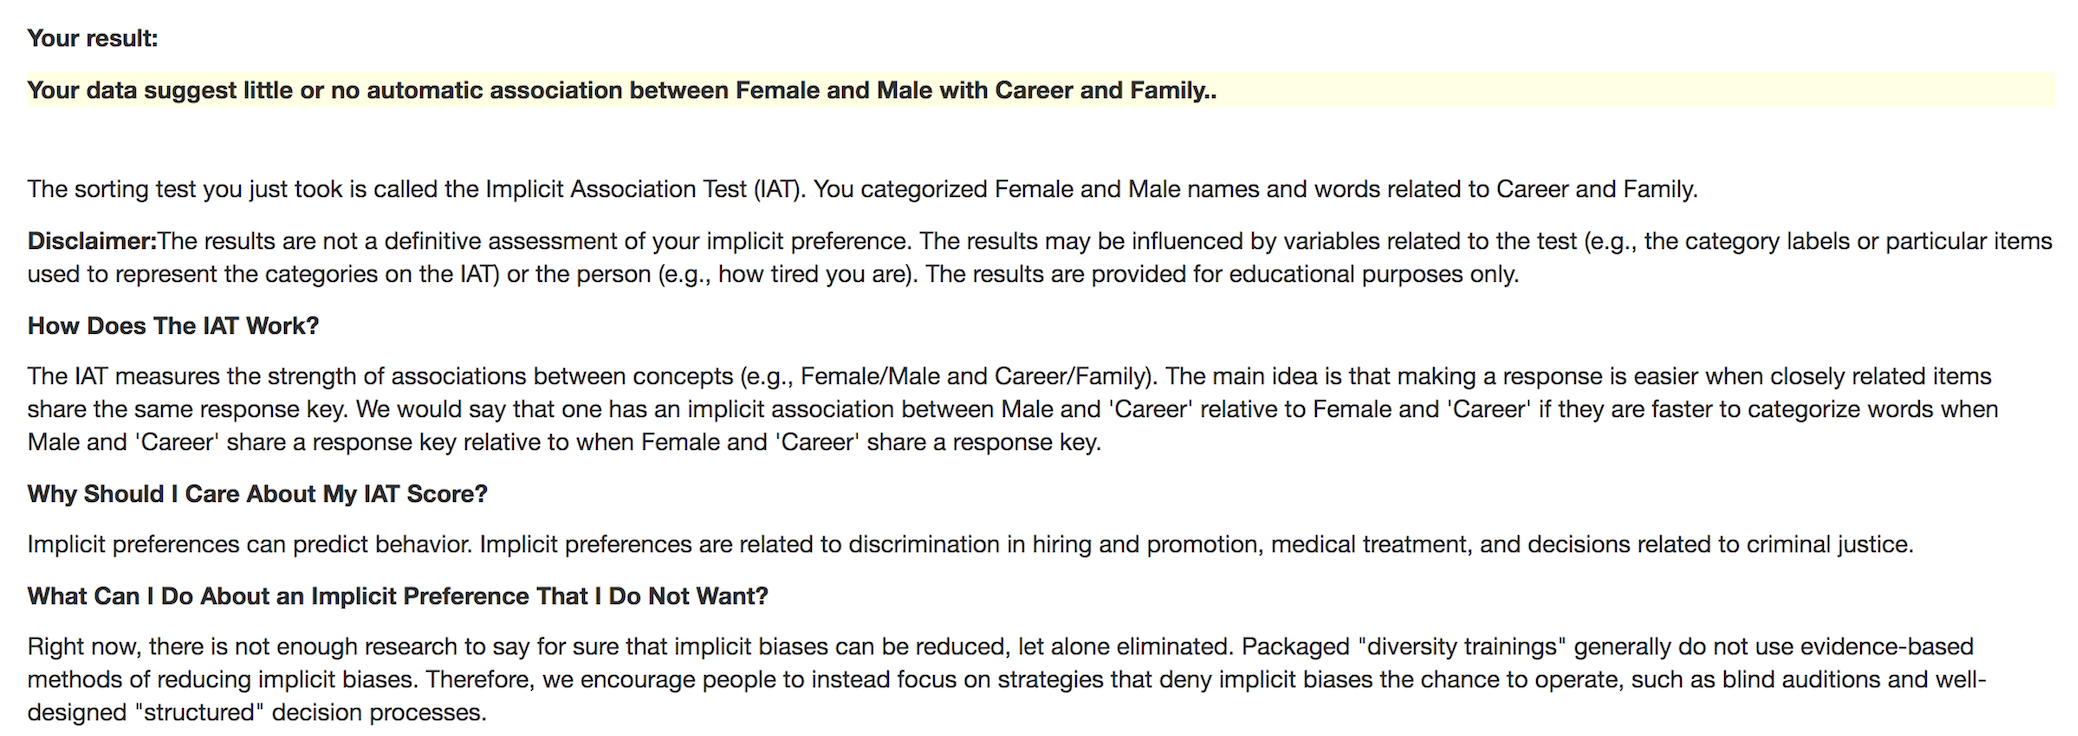 Your result:
Your data suggest little or no automatic association between Female and Male with Career and Family..
The sorting test you just took is called the Implicit Association Test (IAT). You categorized Female and Male names and words related to Career and Family.
Disclaimer:The results are not a definitive assessment of your implicit preference. The results may be influenced by variables related to the test (e.g., the category labels or particular items
used to represent the categories on the IAT) or the person (e.g., how tired you are). The results are provided for educational purposes only.
How Does The IAT Work?
The IAT measures the strength of associations between concepts (e.g., Female/Male and Career/Family). The main idea is that making a response is easier when closely related items
share the same response key. We would say that one has an implicit association between Male and 'Career' relative to Female and 'Career' if they are faster to categorize words when
Male and 'Career' share a response key relative to when Female and 'Career' share a response key.
Why Should I Care About My IAT Score?
Implicit preferences can predict behavior. Implicit preferences are related to discrimination in hiring and promotion, medical treatment, and decisions related to criminal justice.
What Can I Do About an Implicit Preference That I Do Not Want?
Right now, there is not enough research to say for sure that implicit biases can be reduced, let alone eliminated. Packaged "diversity trainings" generally do not use evidence-based
methods of reducing implicit biases. Therefore, we encourage people to instead focus on strategies that deny implicit biases the chance to operate, such as blind auditions and well-
designed "structured" decision processes.